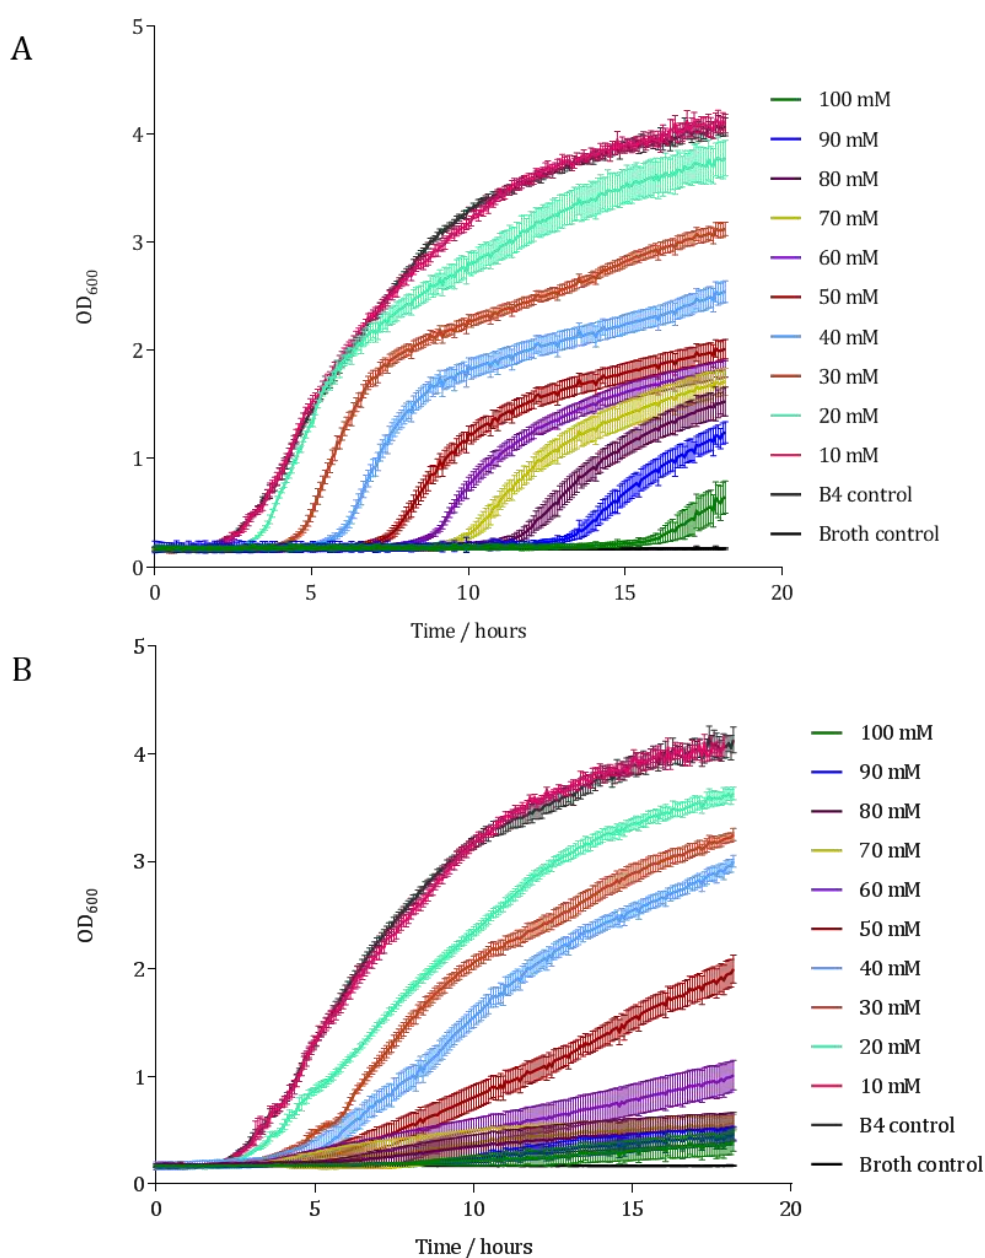 A
5
4
3
2
1
0
OD600
0 5 10 15 20
Time / hours
100 mM
90 mM
80 mM
70 mM
60 mM
50 mM
40 mM
30 mM
20 mM
10 mM
B4 control
Broth control
B
5
4
3
2
1
0
OD600
0 5 10 15 20
Time / hours
100 mM
90 mM
80 mM
70 mM
60 mM
50 mM
40 mM
30 mM
20 mM
10 mM
B4 control
Broth control